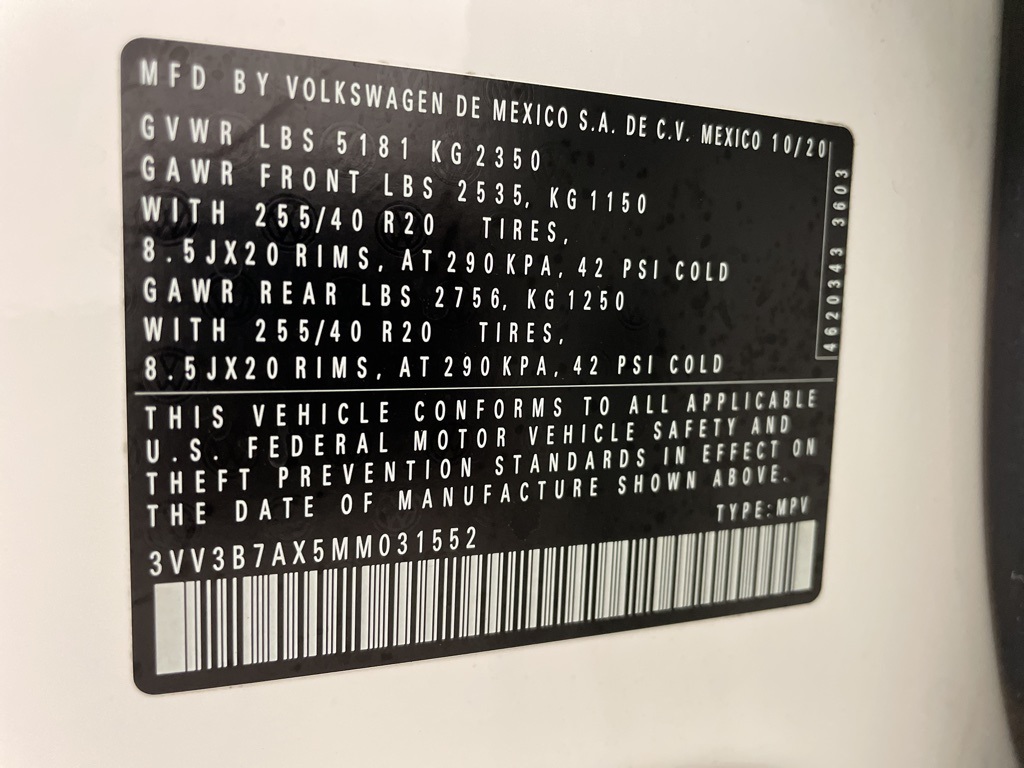 MFD BY VOLKSWAGEN DE MEXICO S.A. DE C.V. MEXICO 10/20
GVWR LBS 5181 KG 2350
GAWR FRONT LBS 2535, KG 1150
WITH 255/40 R20 TIRES,
8.5JX20 RIMS, AT 290 KPA, 42 PSI COLD
GAWR REAR LBS 2756, KG 1250
WITH 255/40 R20 TIRES,
8.5JX20 RIMS, AT 290 KPA, 42 PSI COLD
4620343 3603
THIS VEHICLE CONFORMS TO ALL APPLICABLE
U.S. FEDERAL MOTOR VEHICLE SAFETY AND
THEFT PREVENTION STANDARDS IN EFFECT ON
THE DATE OF MANUFACTURE SHOWN ABOVE.
TYPE: MPV
3VV3B7AX5MM031552